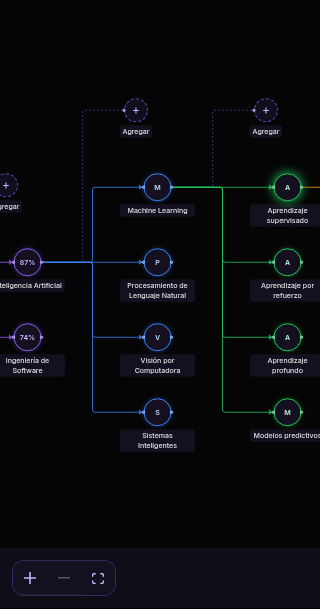 +
Agregar
+
Agregar
+
gregar
M
Machine Learning
A
Aprendizaje
supervisado
87%
teligencia Artificial
P
Procesamiento de
Lenguaje Natural
A
Aprendizaje por
refuerzo
74%
Ingeniería de
Software
V
Visión por
Computadora
A
Aprendizaje
profundo
S
Sistemas
Inteligentes
M
Modelos predictivos